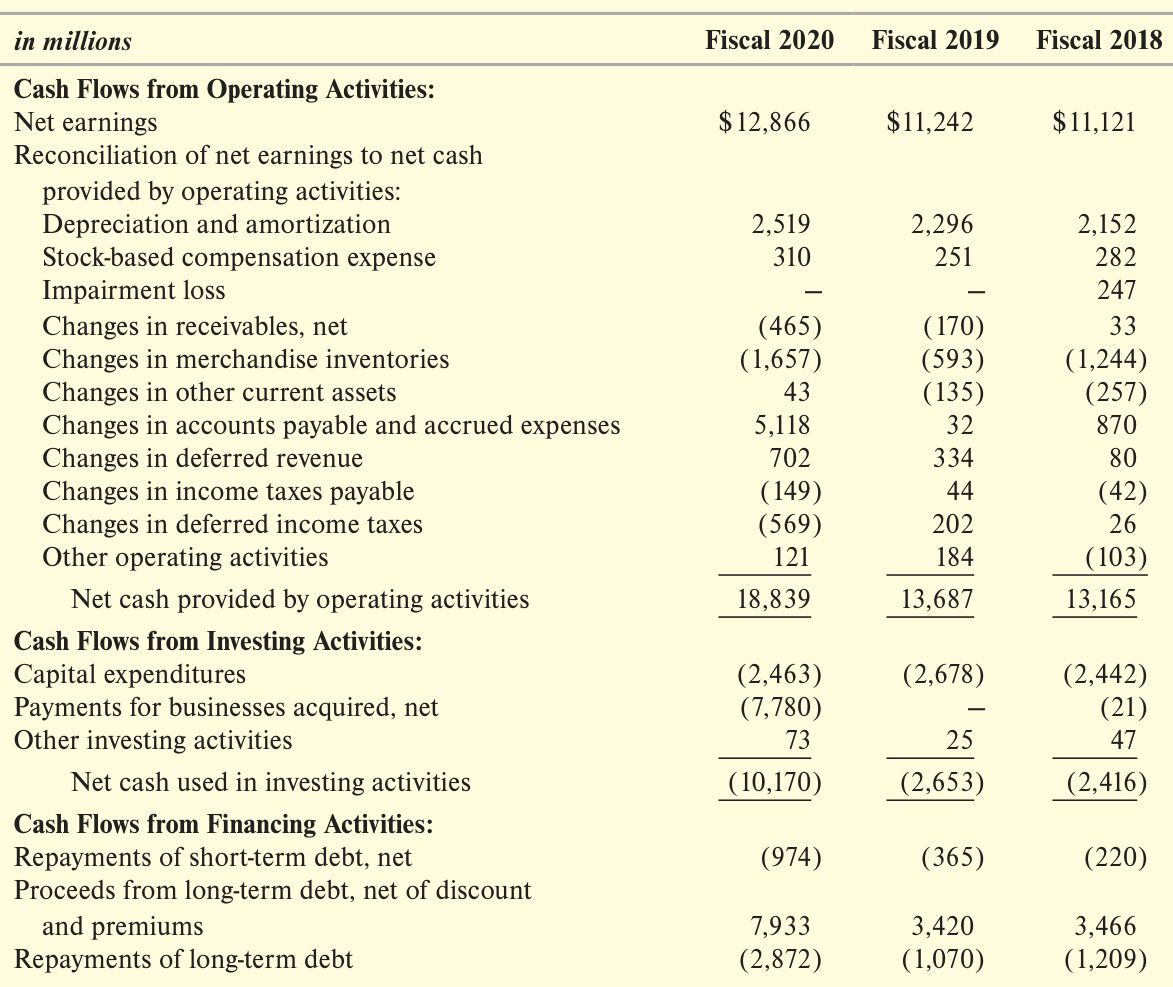 in millions Fiscal 2020 Fiscal 2019 Fiscal 2018
Cash Flows from Operating Activities:
Net earnings $12,866 $11,242 $11,121
Reconciliation of net earnings to net cash
provided by operating activities:
Depreciation and amortization 2,519 2,296 2,152
Stock-based compensation expense 310 251 282
Impairment loss — — 247
Changes in receivables, net (465) (170) 33
Changes in merchandise inventories (1,657) (593) (1,244)
Changes in other current assets 43 (135) (257)
Changes in accounts payable and accrued expenses 5,118 32 870
Changes in deferred revenue 702 334 80
Changes in income taxes payable (149) 44 (42)
Changes in deferred income taxes (569) 202 26
Other operating activities 121 184 (103)
Net cash provided by operating activities 18,839 13,687 13,165
Cash Flows from Investing Activities:
Capital expenditures (2,463) (2,678) (2,442)
Payments for businesses acquired, net (7,780) — (21)
Other investing activities 73 25 47
Net cash used in investing activities (10,170) (2,653) (2,416)
Cash Flows from Financing Activities:
Repayments of short-term debt, net (974) (365) (220)
Proceeds from long-term debt, net of discount
and premiums 7,933 3,420 3,466
Repayments of long-term debt (2,872) (1,070) (1,209)